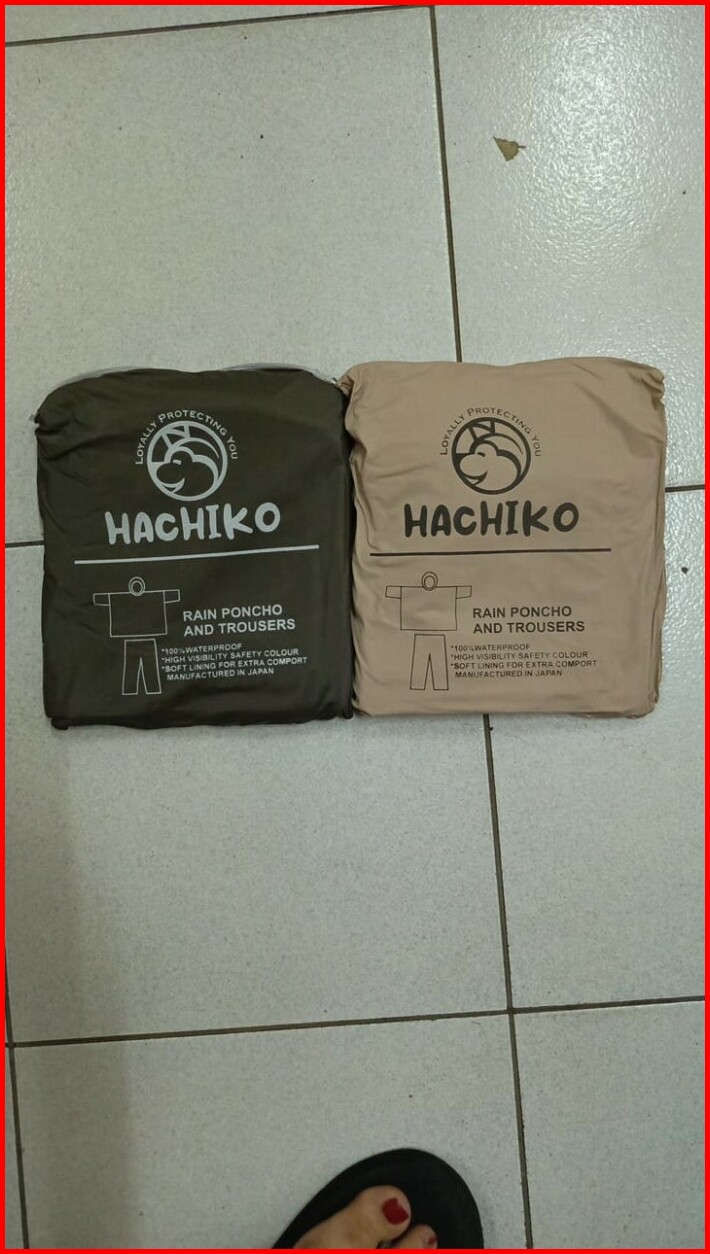 LOYALLY PROTECTING YOU
HACHIKO
RAIN PONCHO
AND TROUSERS
*100%WATERPROOF
*HIGH VISIBILITY SAFETY COLOUR
*SOFT LINING FOR EXTRA COMPORT
MANUFACTURED IN JAPAN
LOYALLY PROTECTING YOU
HACHIKO
RAIN PONCHO
AND TROUSERS
*100%WATERPROOF
*HIGH VISIBILITY SAFETY COLOUR
*SOFT LINING FOR EXTRA COMPORT
MANUFACTURED IN JAPAN